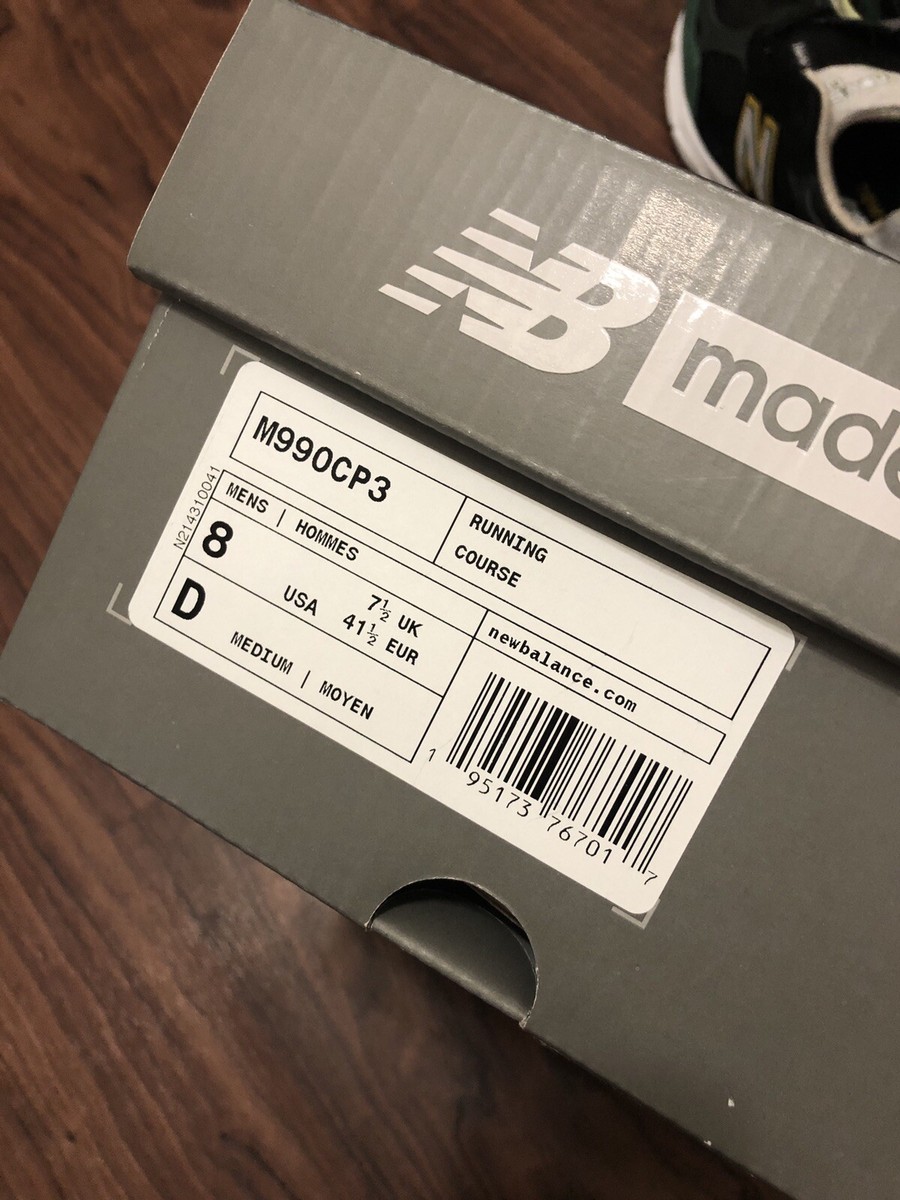 NB
made
M990CP3
RUNNING
COURSE
N214310041
MENS | HOMMES
8
USA
7½ UK
41½ EUR
D
MEDIUM | MOYEN
newbalance.com
1 95173 76701 7
N